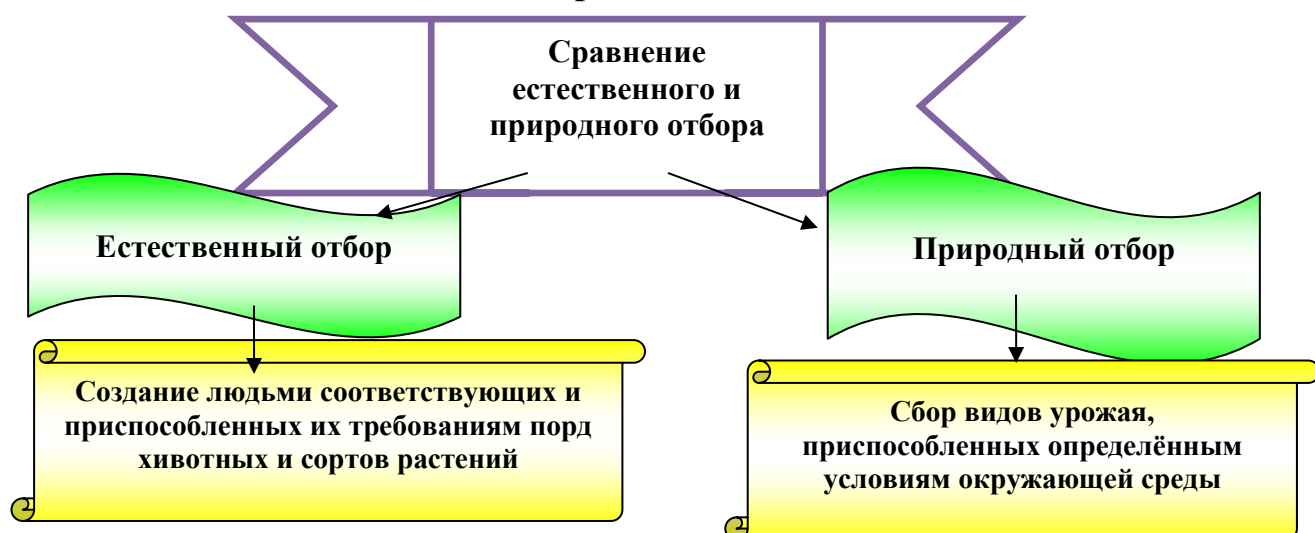 Сравнение
естественного и
природного отбора
Естественный отбор
Природный отбор
Создание людьми соответствующих и
приспособленных их требованиям порд
хивотных и сортов растений
Сбор видов урожая,
приспособленных определённым
условиям окружающей среды